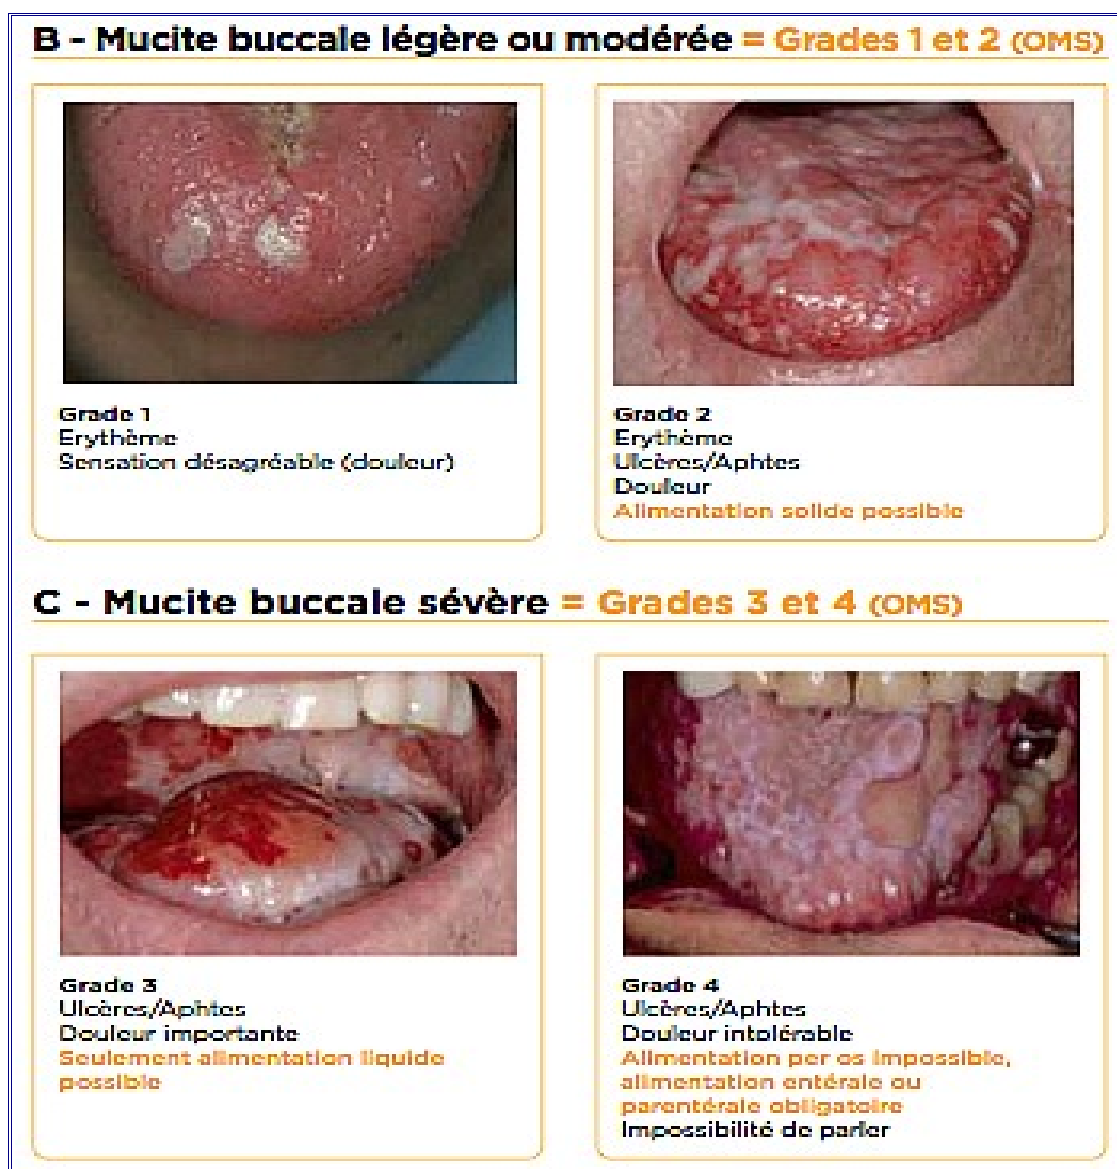 B - Mucite buccale légère ou modérée = Grades 1 et 2 (OMS)
Grade 1
Erythème
Sensation désagréable (douleur)
Grade 2
Erythème
Ulcères/Aphtes
Douleur
Alimentation solide possible
C - Mucite buccale sévère = Grades 3 et 4 (OMS)
Grade 3
Ulcères/Aphtes
Douleur importante
Seulement alimentation liquide
possible
Grade 4
Ulcères/Aphtes
Douleur intolérable
Alimentation per os impossible,
alimentation entérale ou
parentérale obligatoire
Impossibilité de parler